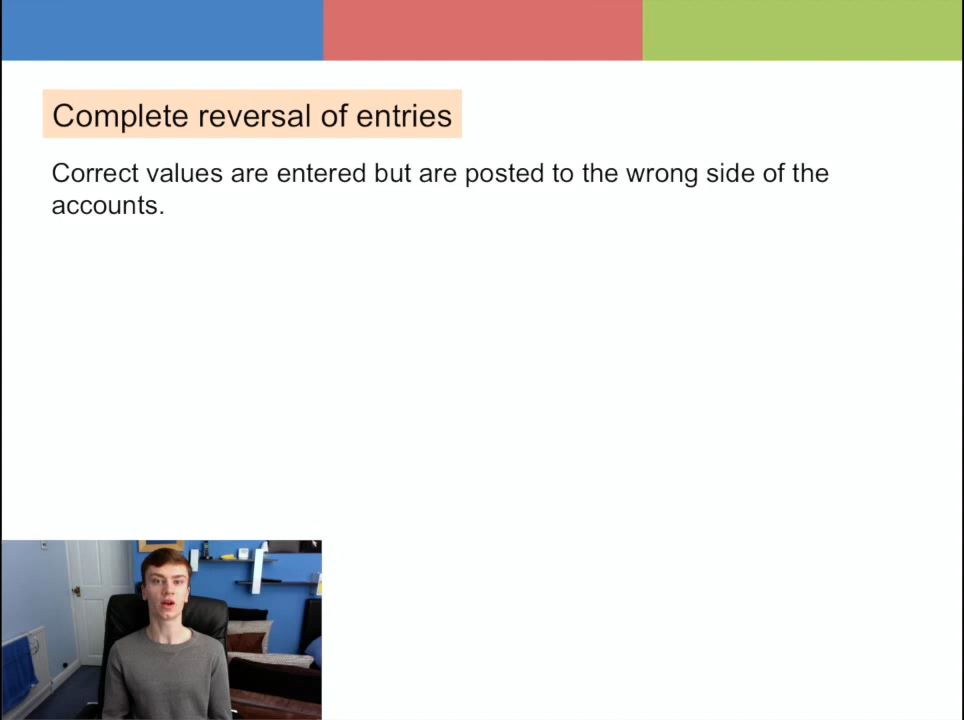 Complete reversal of entries
Correct values are entered but are posted to the wrong side of the
accounts.